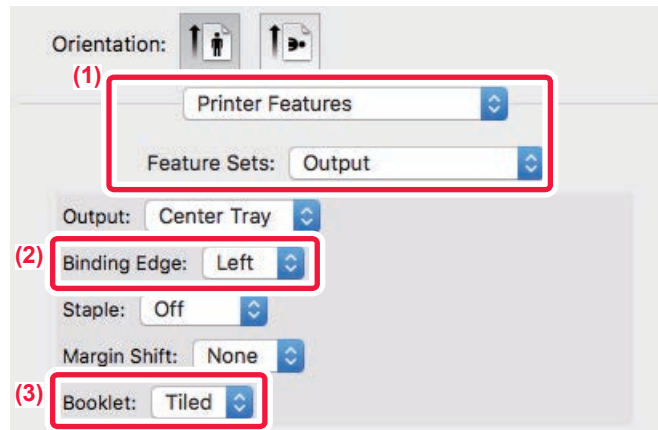 Orientation:
(1)
Printer Features
Feature Sets: Output
Output: Center Tray
(2) Binding Edge: Left
Staple: Off
Margin Shift: None
(3) Booklet: Tiled